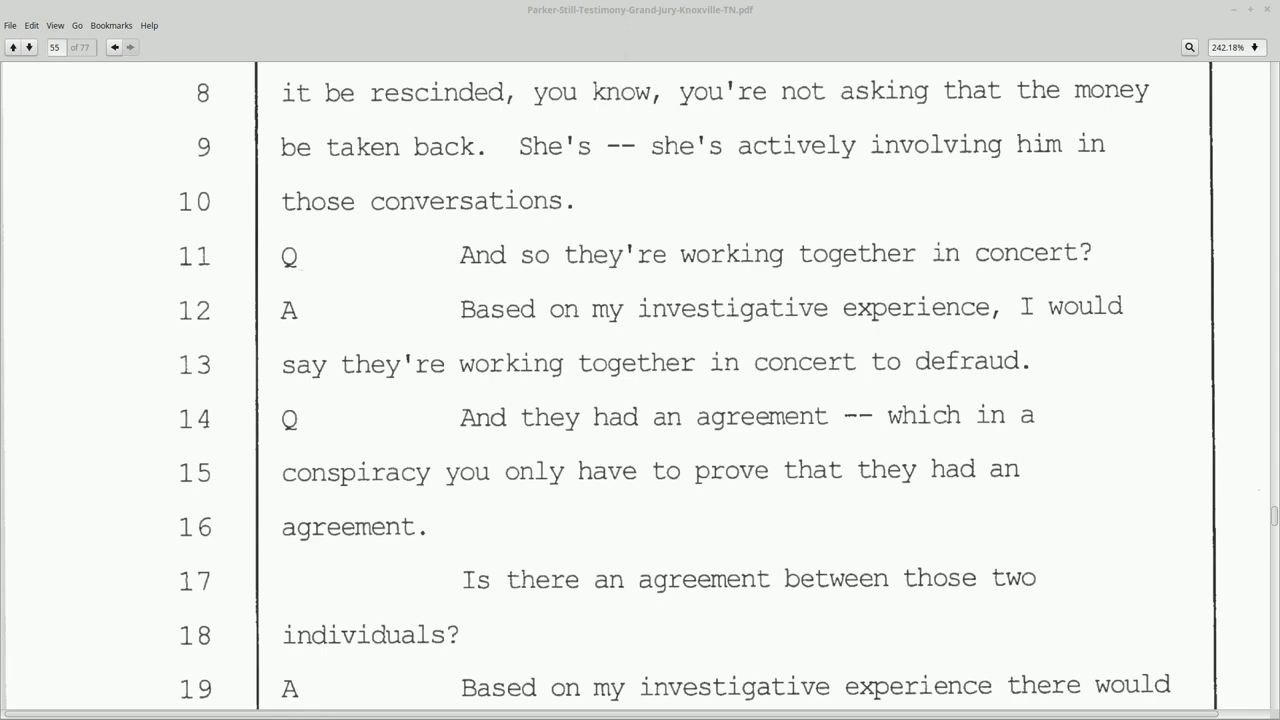 Parker-Still-Testimony-Grand-Jury-Knoxville-TN.pdf
File Edit View Go Bookmarks Help
55 of 77 242.18%
8 it be rescinded, you know, you're not asking that the money
9 be taken back. She's -- she's actively involving him in
10 those conversations.
11 Q And so they're working together in concert?
12 A Based on my investigative experience, I would
13 say they're working together in concert to defraud.
14 Q And they had an agreement -- which in a
15 conspiracy you only have to prove that they had an
16 agreement.
17 Is there an agreement between those two
18 individuals?
19 A Based on my investigative experience there would